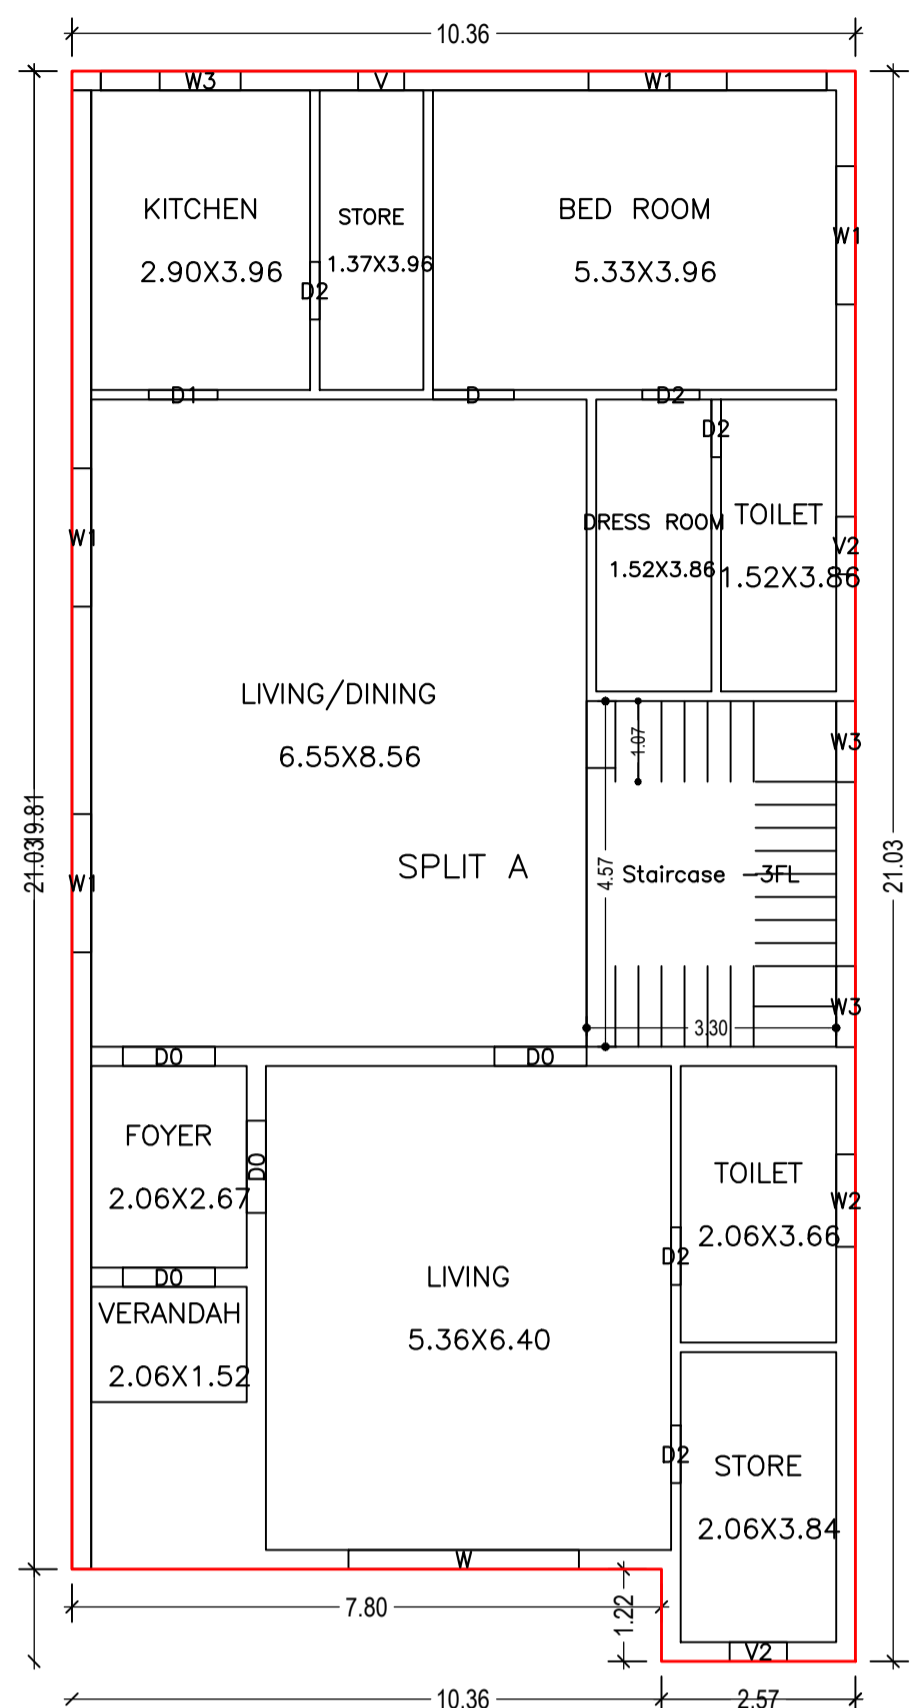 10.36
W3
V
W1
KITCHEN
2.90X3.96
STORE
1.37X3.96
BED ROOM
5.33X3.96
W1
D2
D1
D
D2
D2
DRESS ROOM
1.52X3.86
TOILET
1.52X3.86
V2
W1
LIVING/DINING
6.55X8.56
1.07
W3
19.81
21.03
21.03
SPLIT A
4.57
Staircase -3FL
W1
W3
3.30
D0
D0
FOYER
2.06X2.67
D0
TOILET
2.06X3.66
W2
D2
D0
LIVING
5.36X6.40
VERANDAH
2.06X1.52
D2
STORE
2.06X3.84
W
7.80
1.22
V2
10.36
2.57